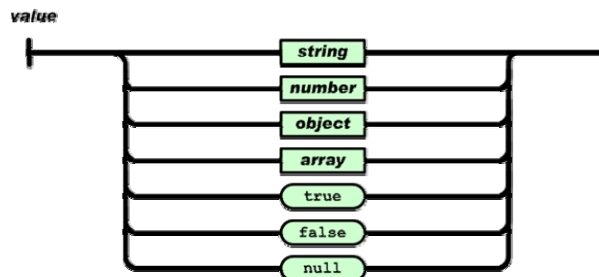 value
string
number
object
array
true
false
null